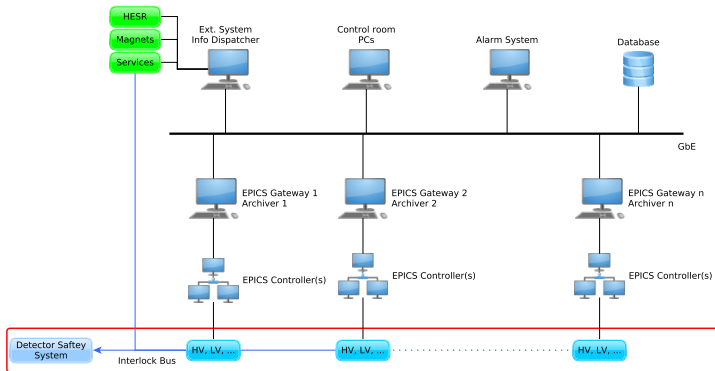 HESR
Magnets
Services
Ext. System
Info Dispatcher
Control room
PCs
Alarm System
Database
GbE
EPICS Gateway 1
Archiver 1
EPICS Gateway 2
Archiver 2
EPICS Gateway n
Archiver n
EPICS Controller(s)
EPICS Controller(s)
EPICS Controller(s)
Detector Saftey
System
Interlock Bus
HV, LV, ...
HV, LV, ...
HV, LV, ...